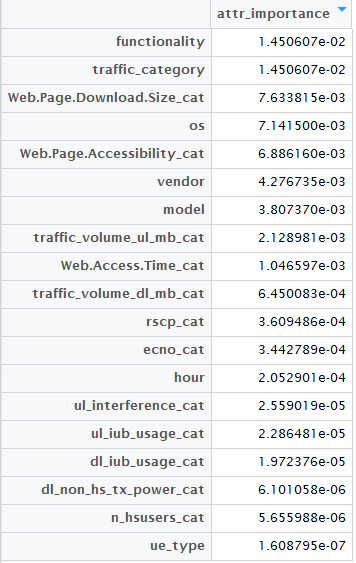 attr_importance
functionality 1.450607e-02
traffic_category 1.450607e-02
Web.Page.Download.Size_cat 7.633815e-03
os 7.141500e-03
Web.Page.Accessibility_cat 6.886160e-03
vendor 4.276735e-03
model 3.807370e-03
traffic_volume_ul_mb_cat 2.128981e-03
Web.Access.Time_cat 1.046597e-03
traffic_volume_dl_mb_cat 6.450083e-04
rscp_cat 3.609486e-04
ecno_cat 3.442789e-04
hour 2.052901e-04
ul_interference_cat 2.559019e-05
ul_iub_usage_cat 2.286481e-05
dl_iub_usage_cat 1.972376e-05
dl_non_hs_tx_power_cat 6.101058e-06
n_hsusers_cat 5.655988e-06
ue_type 1.608795e-07